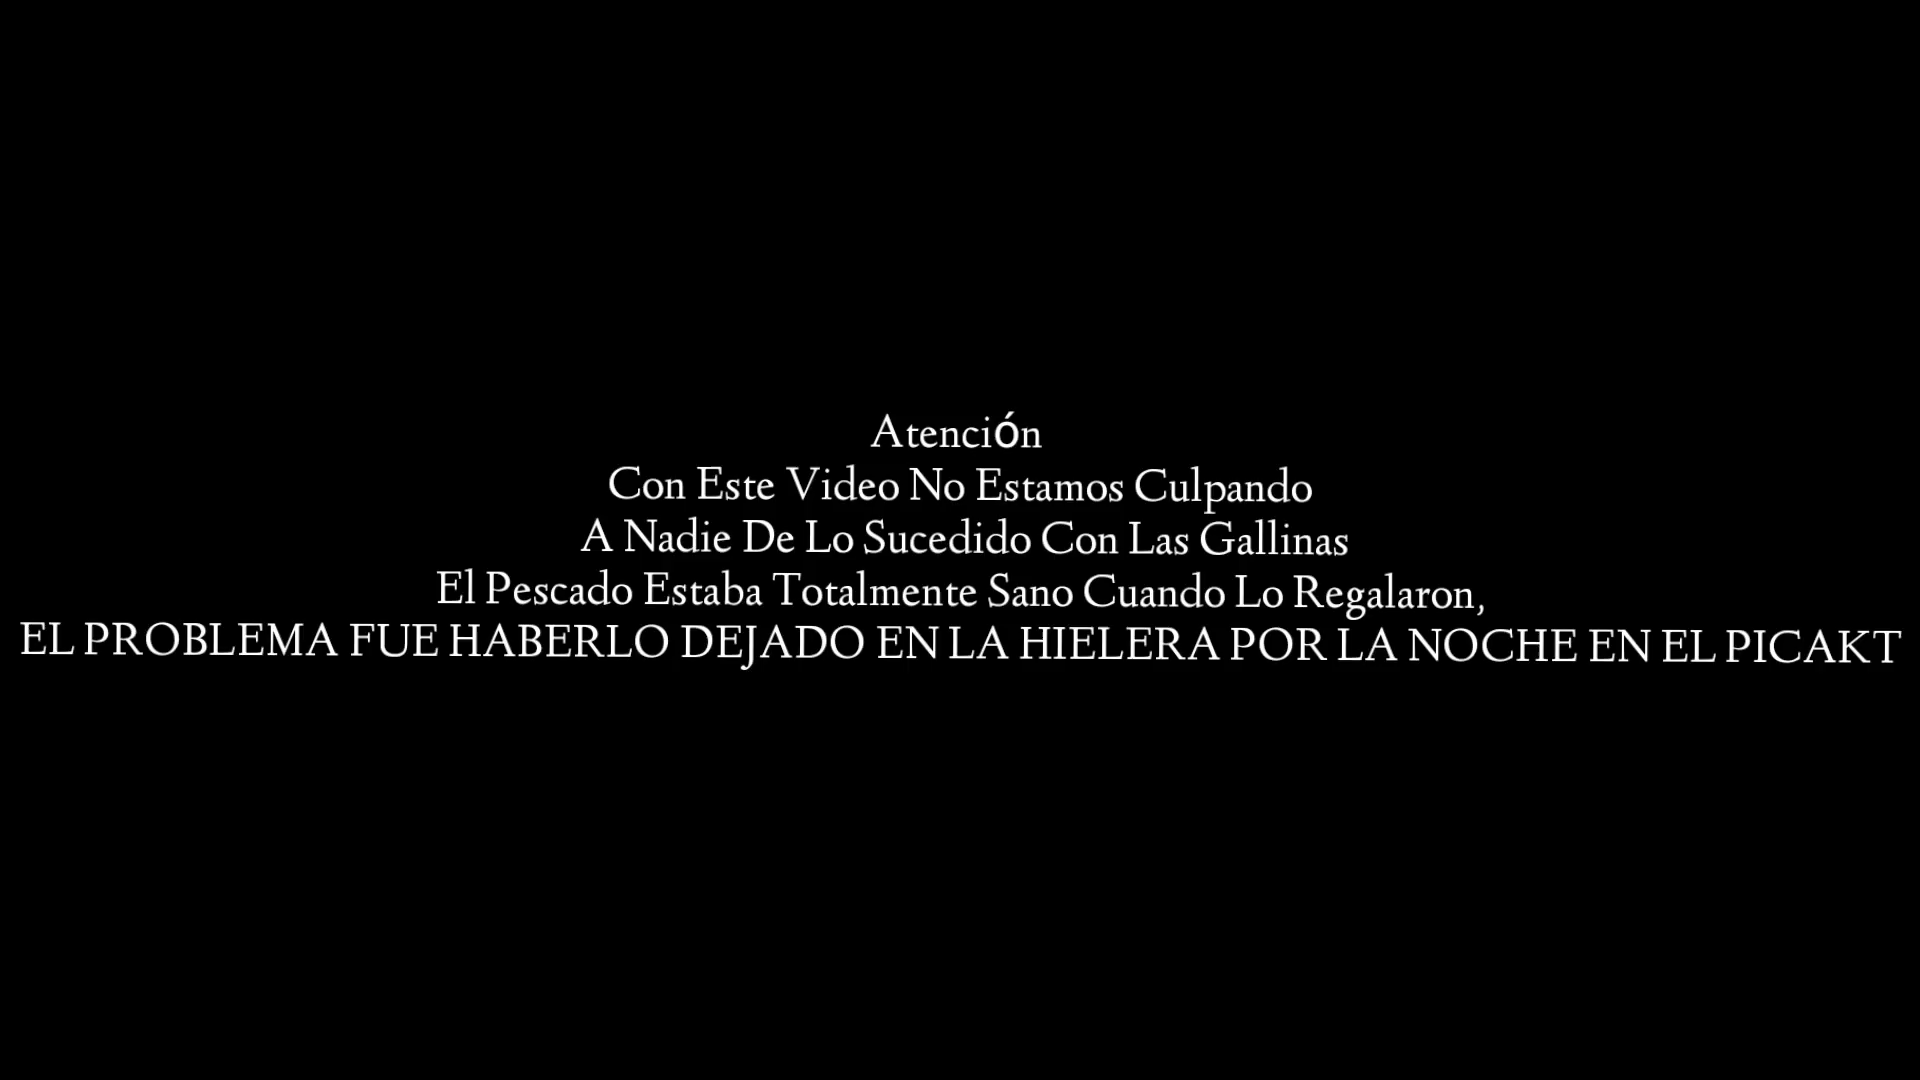 Atención
Con Este Video No Estamos Culpando
A Nadie De Lo Sucedido Con Las Gallinas
El Pescado Estaba Totalmente Sano Cuando Lo Regalaron,
EL PROBLEMA FUE HABERLO DEJADO EN LA HIELERA POR LA NOCHE EN EL PICAKT